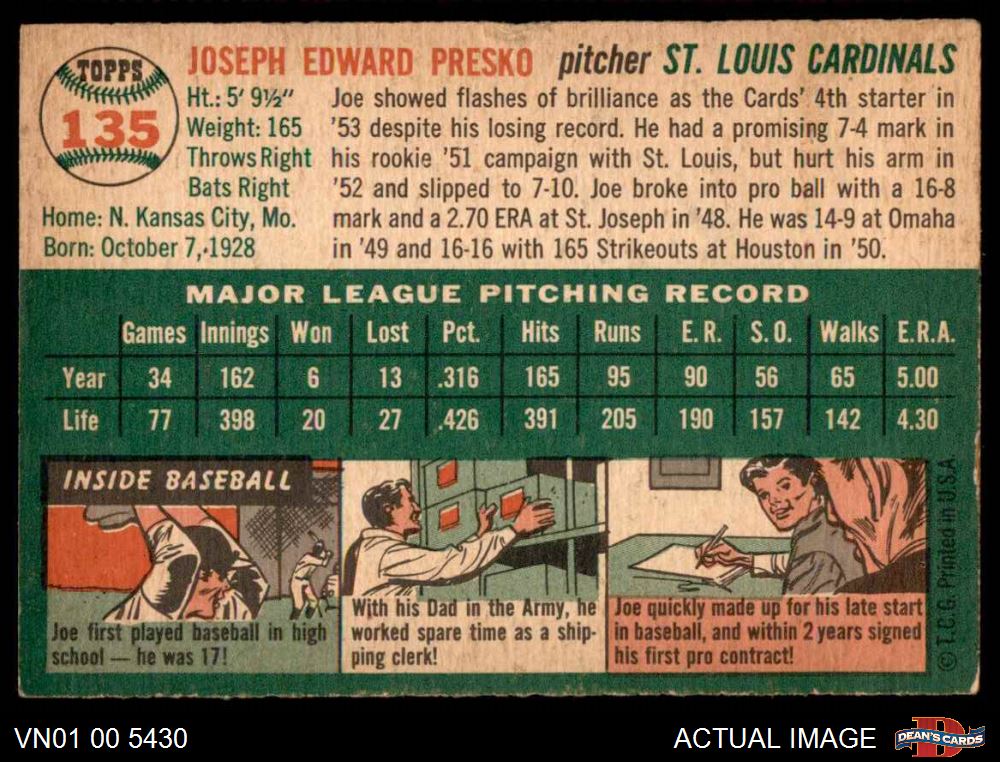 TOPPS
135
JOSEPH EDWARD PRESKO pitcher ST. LOUIS CARDINALS
Ht.: 5' 9½"
Weight: 165
Throws Right
Bats Right
Home: N. Kansas City, Mo.
Born: October 7, 1928
Joe showed flashes of brilliance as the Cards' 4th starter in
'53 despite his losing record. He had a promising 7-4 mark in
his rookie '51 campaign with St. Louis, but hurt his arm in
'52 and slipped to 7-10. Joe broke into pro ball with a 16-8
mark and a 2.70 ERA at St. Joseph in '48. He was 14-9 at Omaha
in '49 and 16-16 with 165 Strikeouts at Houston in '50.
MAJOR LEAGUE PITCHING RECORD
Games Innings Won Lost Pct. Hits Runs E.R. S.O. Walks E.R.A.
Year 34 162 6 13 .316 165 95 90 56 65 5.00
Life 77 398 20 27 .426 391 205 190 157 142 4.30
INSIDE BASEBALL
Joe first played baseball in high
school — he was 17!
With his Dad in the Army, he
worked spare time as a ship-
ping clerk!
Joe quickly made up for his late start
in baseball, and within 2 years signed
his first pro contract!
© T.C.G. Printed in U.S.A.
VN01 00 5430
ACTUAL IMAGE
DEAN'S CARDS